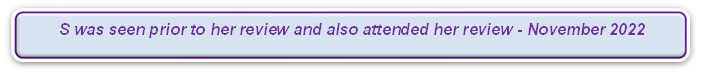 S was seen prior to her review and also attended her review - November 2022